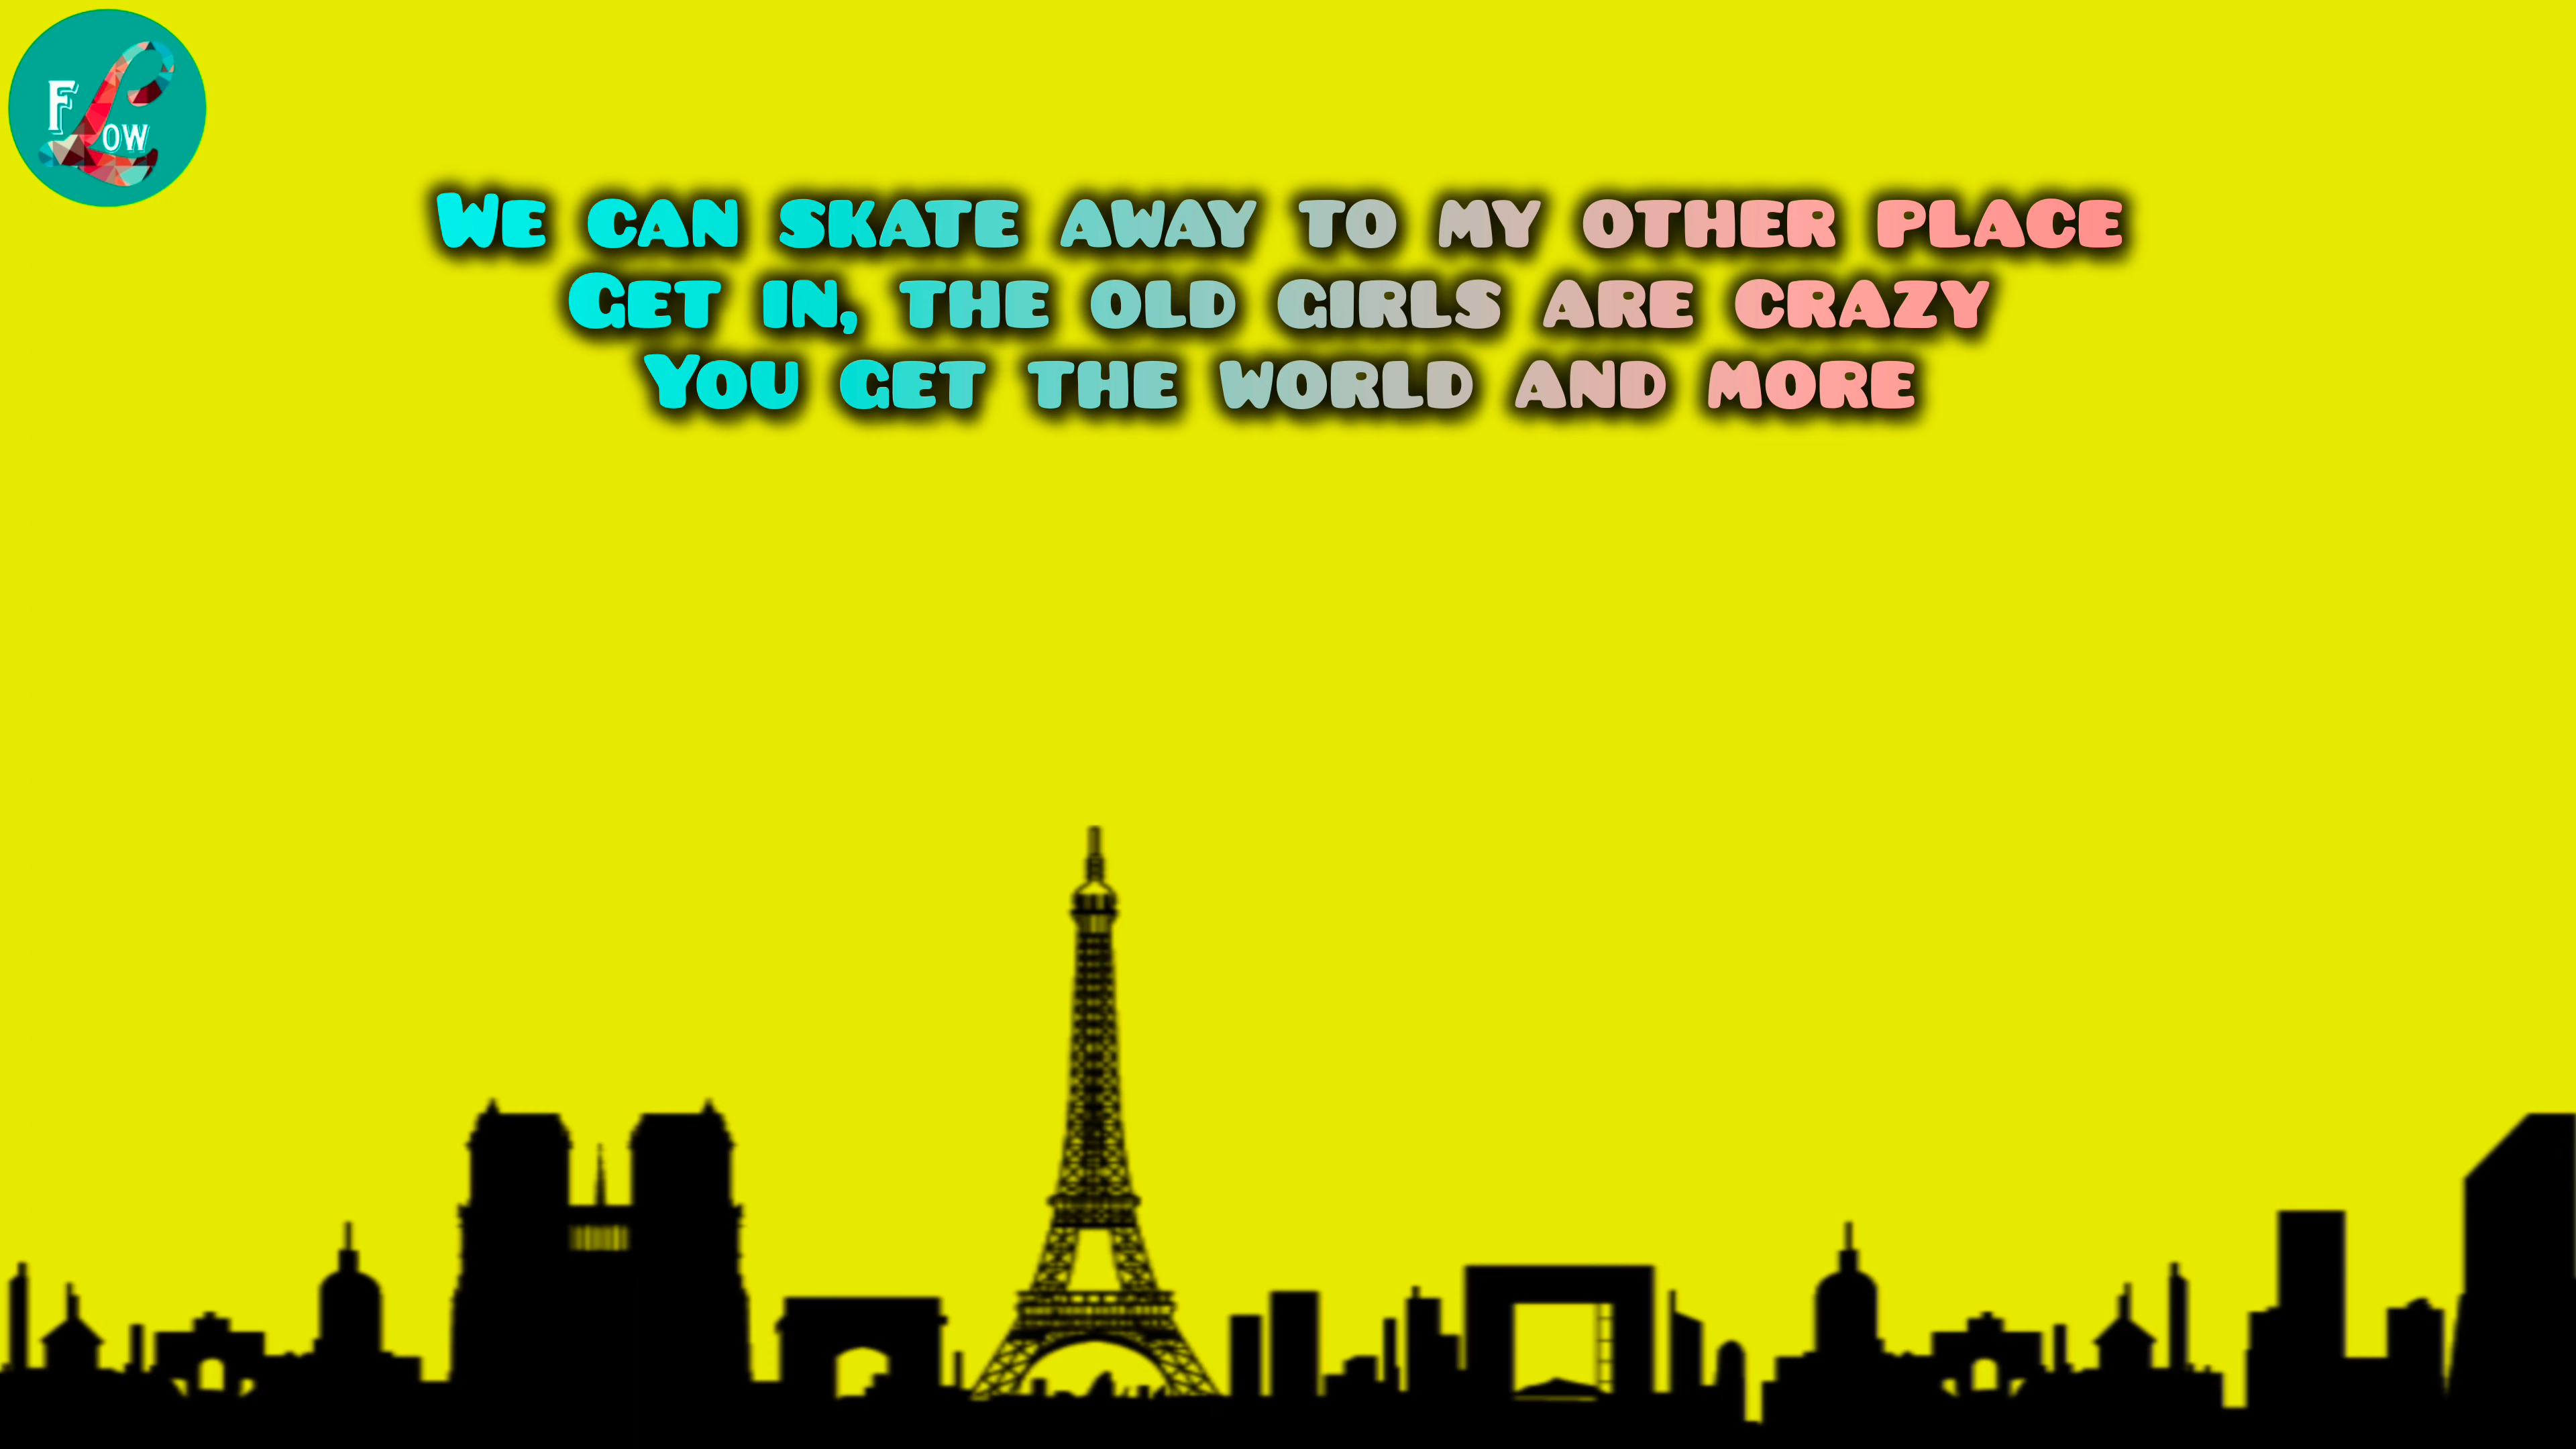 FLow
We can skate away to my other place
Get in, the old girls are crazy
You get the world and more